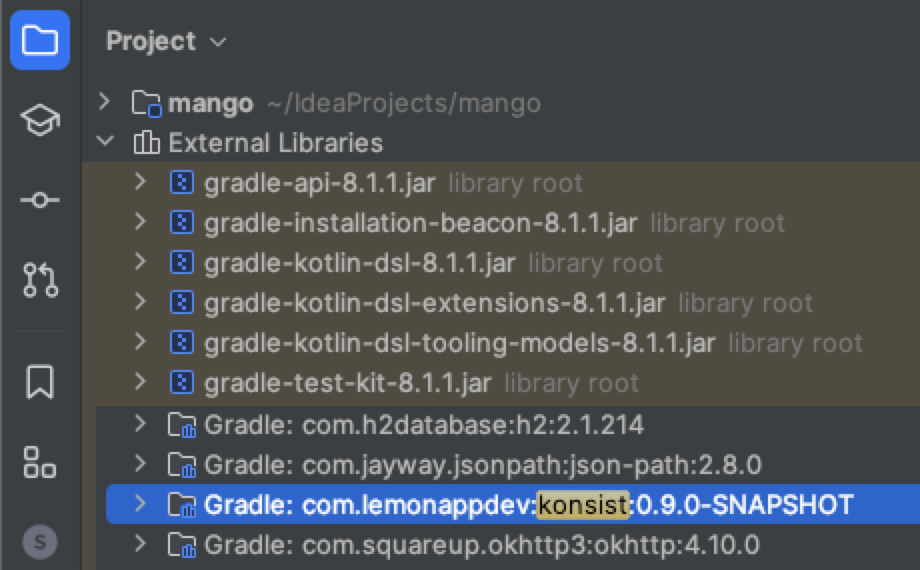 Project
mango ~/IdeaProjects/mango
External Libraries
gradle-api-8.1.1.jar library root
gradle-installation-beacon-8.1.1.jar library root
gradle-kotlin-dsl-8.1.1.jar library root
gradle-kotlin-dsl-extensions-8.1.1.jar library root
gradle-kotlin-dsl-tooling-models-8.1.1.jar library root
gradle-test-kit-8.1.1.jar library root
Gradle: com.h2database:h2:2.1.214
Gradle: com.jayway.jsonpath:json-path:2.8.0
Gradle: com.lemonappdev:konsist:0.9.0-SNAPSHOT
S
Gradle: com.squareup.okhttp3:okhttp:4.10.0